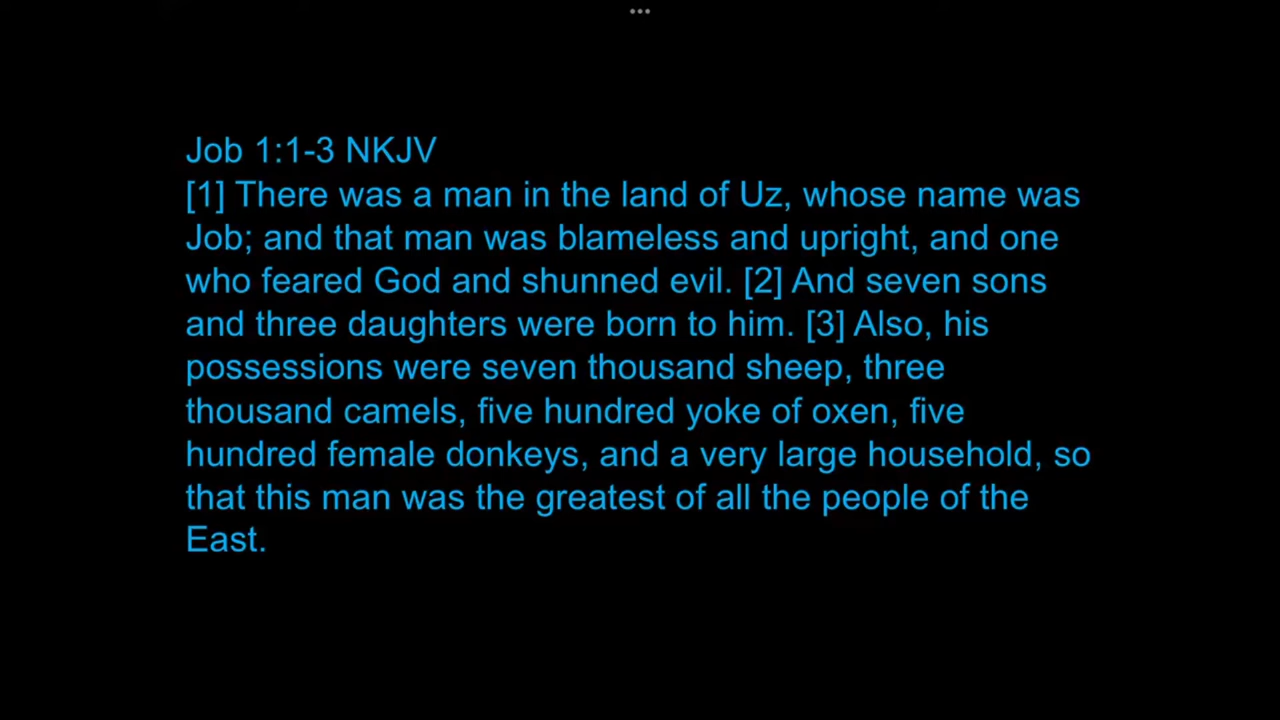 Job 1:1-3 NKJV
[1] There was a man in the land of Uz, whose name was
Job; and that man was blameless and upright, and one
who feared God and shunned evil. [2] And seven sons
and three daughters were born to him. [3] Also, his
possessions were seven thousand sheep, three
thousand camels, five hundred yoke of oxen, five
hundred female donkeys, and a very large household, so
that this man was the greatest of all the people of the
East.